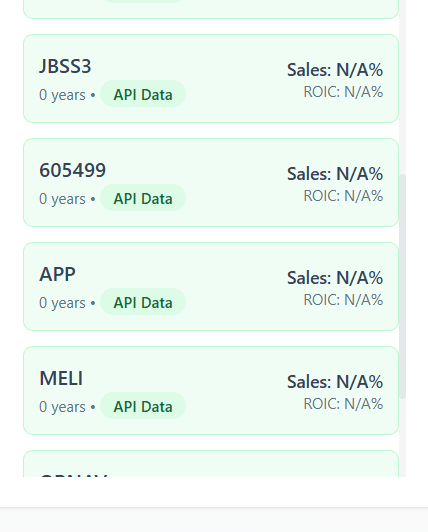 JBSS3
Sales: N/A%
0 years • API Data
ROIC: N/A%
605499
Sales: N/A%
0 years • API Data
ROIC: N/A%
APP
Sales: N/A%
0 years • API Data
ROIC: N/A%
MELI
Sales: N/A%
0 years • API Data
ROIC: N/A%